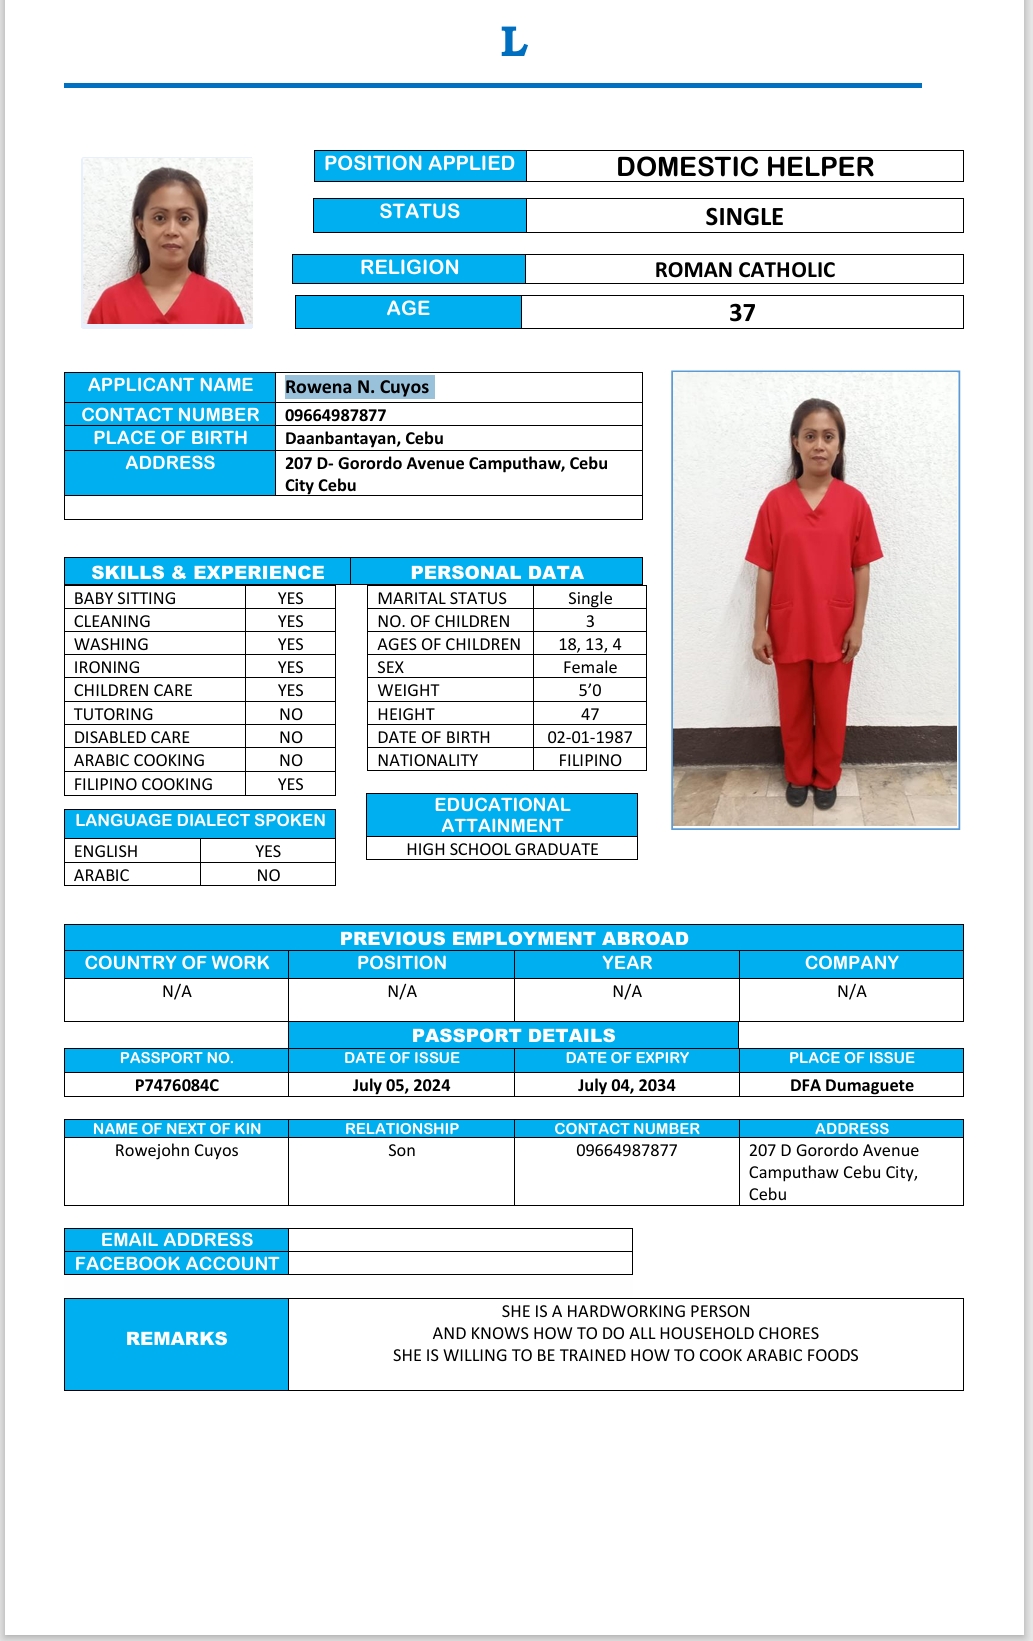 L
POSITION APPLIED DOMESTIC HELPER
STATUS SINGLE
RELIGION ROMAN CATHOLIC
AGE 37
APPLICANT NAME Rowena N. Cuyos
CONTACT NUMBER 09664987877
PLACE OF BIRTH Daanbantayan, Cebu
ADDRESS 207 D- Gorordo Avenue Camputhaw, Cebu
City Cebu
SKILLS & EXPERIENCE
BABY SITTING YES
CLEANING YES
WASHING YES
IRONING YES
CHILDREN CARE YES
TUTORING NO
DISABLED CARE NO
ARABIC COOKING NO
FILIPINO COOKING YES
LANGUAGE DIALECT SPOKEN
ENGLISH YES
ARABIC NO
PERSONAL DATA
MARITAL STATUS Single
NO. OF CHILDREN 3
AGES OF CHILDREN 18, 13, 4
SEX Female
WEIGHT 5’0
HEIGHT 47
DATE OF BIRTH 02-01-1987
NATIONALITY FILIPINO
EDUCATIONAL
ATTAINMENT
HIGH SCHOOL GRADUATE
PREVIOUS EMPLOYMENT ABROAD
COUNTRY OF WORK POSITION YEAR COMPANY
N/A N/A N/A N/A
PASSPORT DETAILS
PASSPORT NO. DATE OF ISSUE DATE OF EXPIRY PLACE OF ISSUE
P7476084C July 05, 2024 July 04, 2034 DFA Dumaguete
NAME OF NEXT OF KIN RELATIONSHIP CONTACT NUMBER ADDRESS
Rowejohn Cuyos Son 09664987877 207 D Gorordo Avenue
Camputhaw Cebu City,
Cebu
EMAIL ADDRESS
FACEBOOK ACCOUNT
REMARKS
SHE IS A HARDWORKING PERSON
AND KNOWS HOW TO DO ALL HOUSEHOLD CHORES
SHE IS WILLING TO BE TRAINED HOW TO COOK ARABIC FOODS